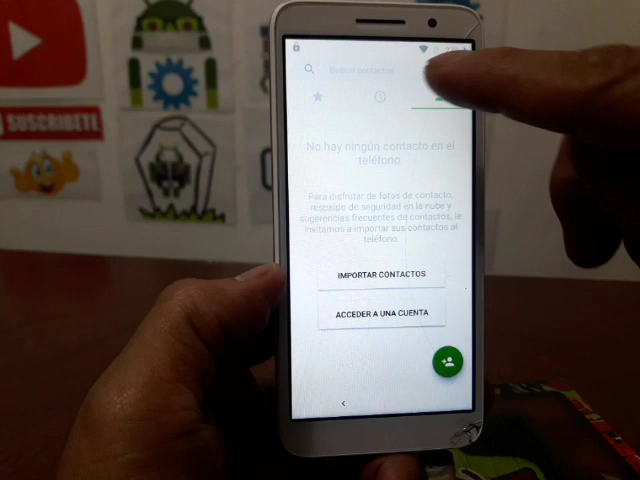 SUSCRIBETE
Buscar contactos
No hay ningún contacto en el
teléfono.
Para disfrutar de fotos de contacto,
respaldo de seguridad en la nube y
sugerencias frecuentes de contactos, le
invitamos a importar sus contactos al
teléfono.
IMPORTAR CONTACTOS
ACCEDER A UNA CUENTA